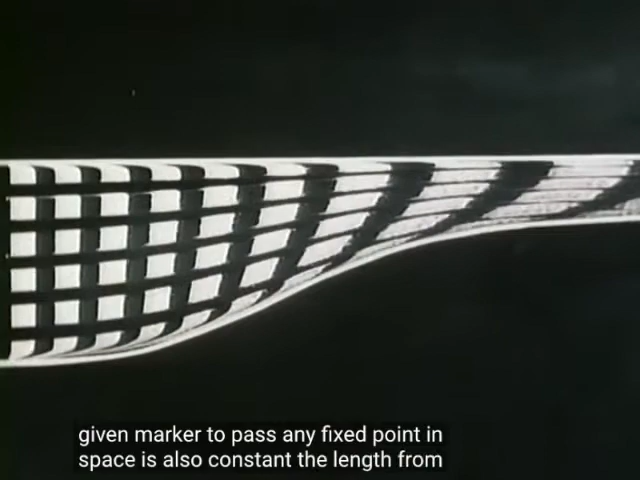 given marker to pass any fixed point in
space is also constant the length from